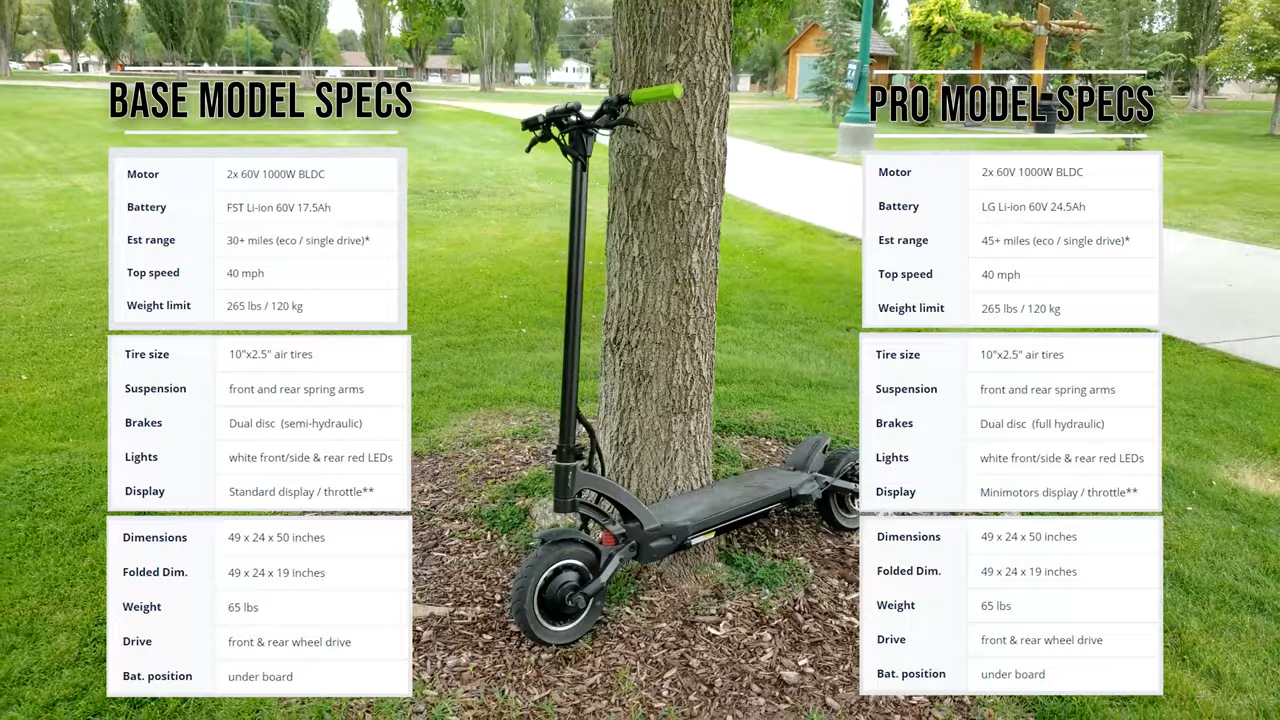 BASE MODEL SPECS
Motor 2x 60V 1000W BLDC
Battery FST Li-ion 60V 17.5Ah
Est range 30+ miles (eco / single drive)*
Top speed 40 mph
Weight limit 265 lbs / 120 kg
Tire size 10"x2.5" air tires
Suspension front and rear spring arms
Brakes Dual disc (semi-hydraulic)
Lights white front/side & rear red LEDs
Display Standard display / throttle**
Dimensions 49 x 24 x 50 inches
Folded Dim. 49 x 24 x 19 inches
Weight 65 lbs
Drive front & rear wheel drive
Bat. position under board
PRO MODEL SPECS
Motor 2x 60V 1000W BLDC
Battery LG Li-ion 60V 24.5Ah
Est range 45+ miles (eco / single drive)*
Top speed 40 mph
Weight limit 265 lbs / 120 kg
Tire size 10"x2.5" air tires
Suspension front and rear spring arms
Brakes Dual disc (full hydraulic)
Lights white front/side & rear red LEDs
Display Minimotors display / throttle**
Dimensions 49 x 24 x 50 inches
Folded Dim. 49 x 24 x 19 inches
Weight 65 lbs
Drive front & rear wheel drive
Bat. position under board